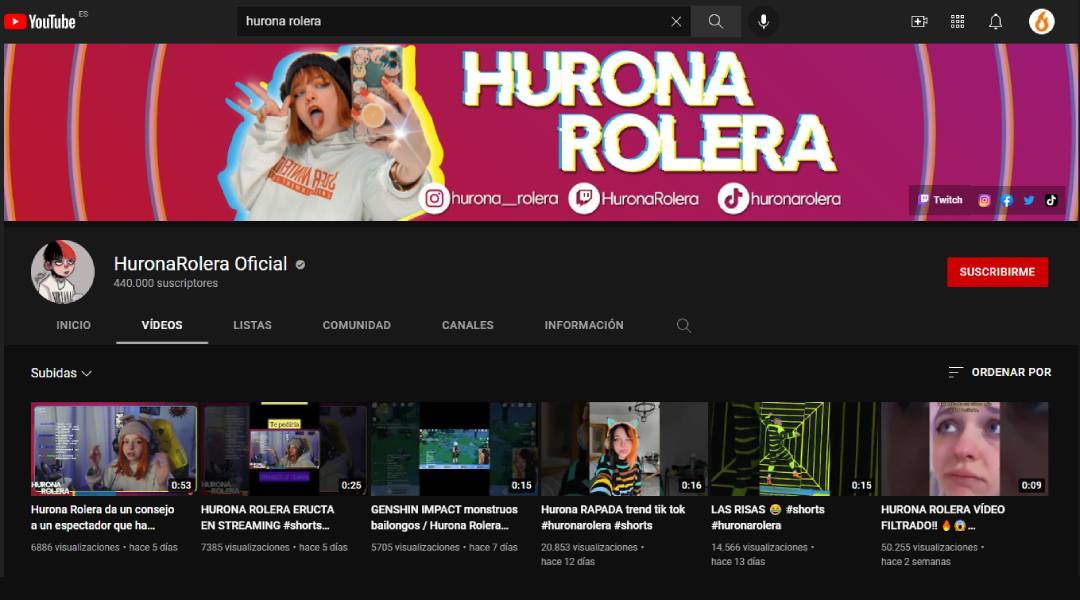 YouTube ES
hurona rolera
HURONA
ROLERA
hurona__rolera HuronaRolera huronarolera
Twitch
HuronaRolera Oficial
440.000 suscriptores
SUSCRIBIRME
INICIO VÍDEOS LISTAS COMUNIDAD CANALES INFORMACIÓN
Subidas
ORDENAR POR
HURONA
ROLERA
0:53
Te pediría
HURONA
ROLERA
0:25
0:15
0:16
0:15
0:09
Hurona Rolera da un consejo
a un espectador que ha...
6886 visualizaciones • hace 5 días
HURONA ROLERA ERUCTA
EN STREAMING #shorts...
7385 visualizaciones • hace 5 días
GENSHIN IMPACT monstruos
bailongos / Hurona Rolera...
5705 visualizaciones • hace 7 días
Hurona RAPADA trend tik tok
#huronarolera #shorts
20.853 visualizaciones •
hace 12 días
LAS RISAS 😂 #shorts
#huronarolera
14.566 visualizaciones •
hace 13 días
HURONA ROLERA VÍDEO
FILTRADO!! 🔥😱...
50.255 visualizaciones •
hace 2 semanas